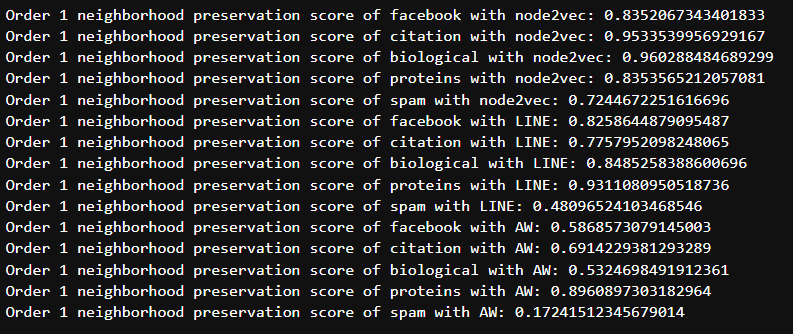 Order 1 neighborhood preservation score of facebook with node2vec: 0.8352067343401833
Order 1 neighborhood preservation score of citation with node2vec: 0.9533539956929167
Order 1 neighborhood preservation score of biological with node2vec: 0.960288484689299
Order 1 neighborhood preservation score of proteins with node2vec: 0.8353565212057081
Order 1 neighborhood preservation score of spam with node2vec: 0.7244672251616696
Order 1 neighborhood preservation score of facebook with LINE: 0.8258644879095487
Order 1 neighborhood preservation score of citation with LINE: 0.7757952098248065
Order 1 neighborhood preservation score of biological with LINE: 0.8485258388600696
Order 1 neighborhood preservation score of proteins with LINE: 0.9311080950518736
Order 1 neighborhood preservation score of spam with LINE: 0.48096524103468546
Order 1 neighborhood preservation score of facebook with AW: 0.5868573079145003
Order 1 neighborhood preservation score of citation with AW: 0.6914229381293289
Order 1 neighborhood preservation score of biological with AW: 0.5324698491912361
Order 1 neighborhood preservation score of proteins with AW: 0.8960897303182964
Order 1 neighborhood preservation score of spam with AW: 0.17241512345679014